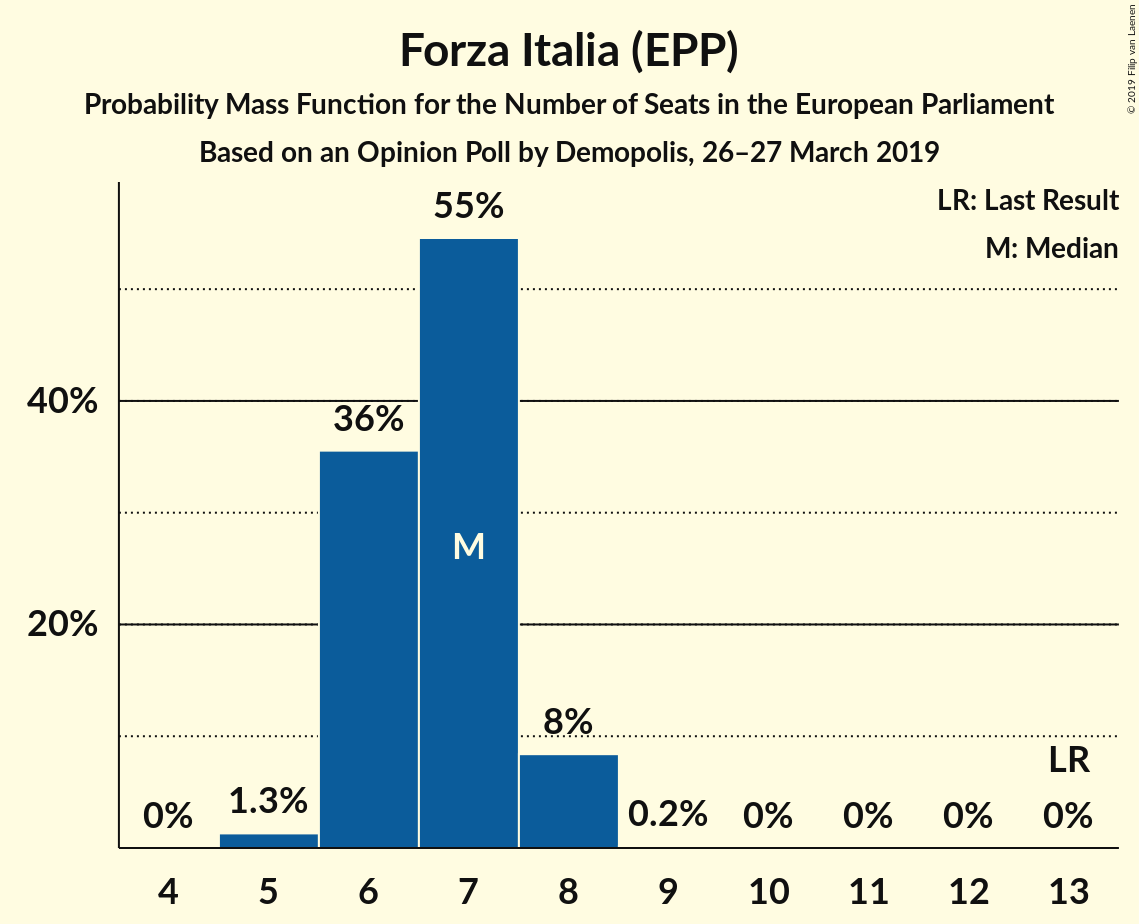 © 2019 Filip van Laenen
Forza Italia (EPP)
Probability Mass Function for the Number of Seats in the European Parliament
Based on an Opinion Poll by Demopolis, 26–27 March 2019
LR: Last Result
M: Median
55%
40%
36%
M
20%
8%
LR
0% 1.3% 0.2% 0% 0% 0% 0%
4 5 6 7 8 9 10 11 12 13